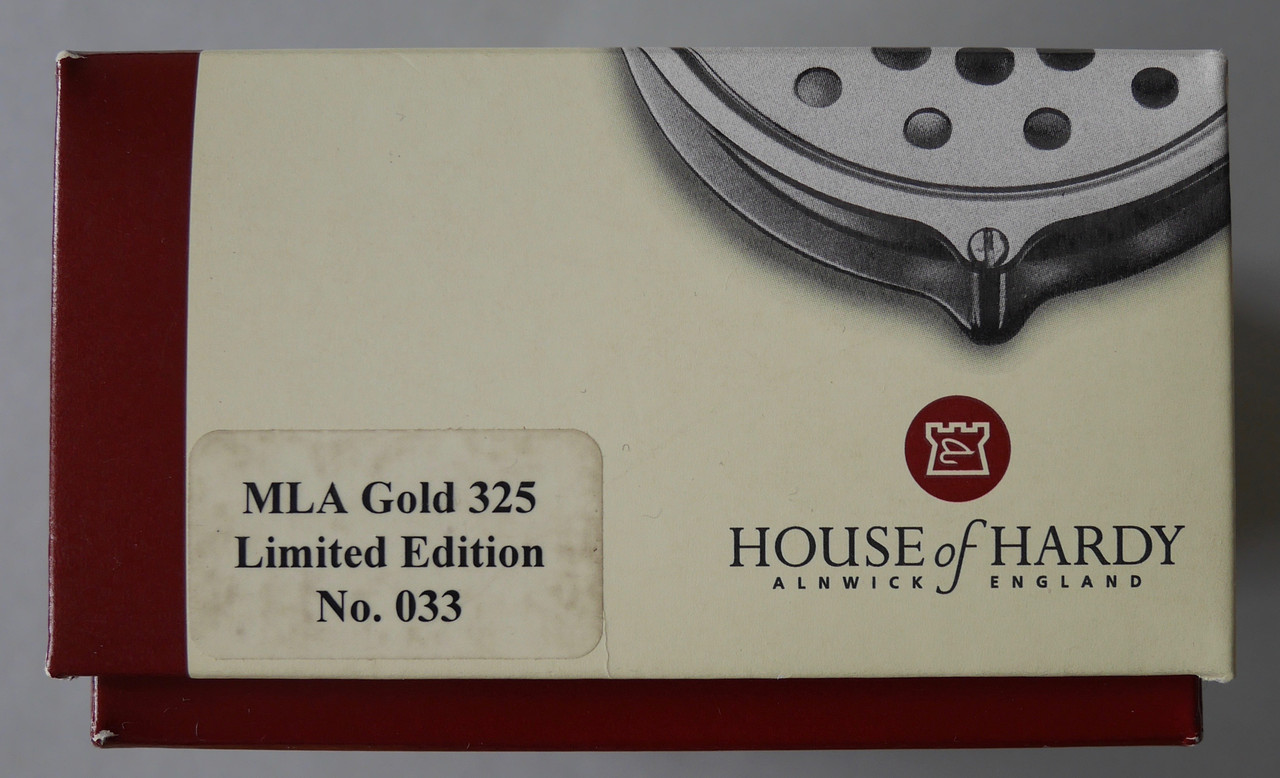 MLA Gold 325
Limited Edition
No. 033
HOUSE of HARDY
ALNWICK ENGLAND